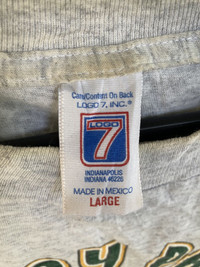 Care/Content On Back
LOGO 7, INC.®
LOGO
7
INDIANAPOLIS
INDIANA 46226
MADE IN MEXICO
LARGE